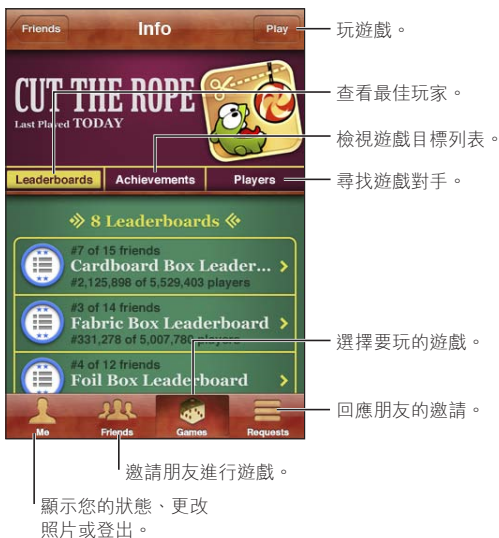 Friends
Info
Play
玩遊戲。
CUT THE ROPE
Last Played TODAY
查看最佳玩家。
檢視遊戲目標列表。
Leaderboards
Achievements
Players
尋找遊戲對手。
8 Leaderboards
#7 of 15 friends
Cardboard Box Leader...
#2,125,898 of 5,529,403 players
#3 of 14 friends
Fabric Box Leaderboard
#331,278 of 5,007,780 players
選擇要玩的遊戲。
#4 of 12 friends
Foil Box Leaderboard
回應朋友的邀請。
Me
Friends
Games
Requests
邀請朋友進行遊戲。
顯示您的狀態、更改
照片或登出。